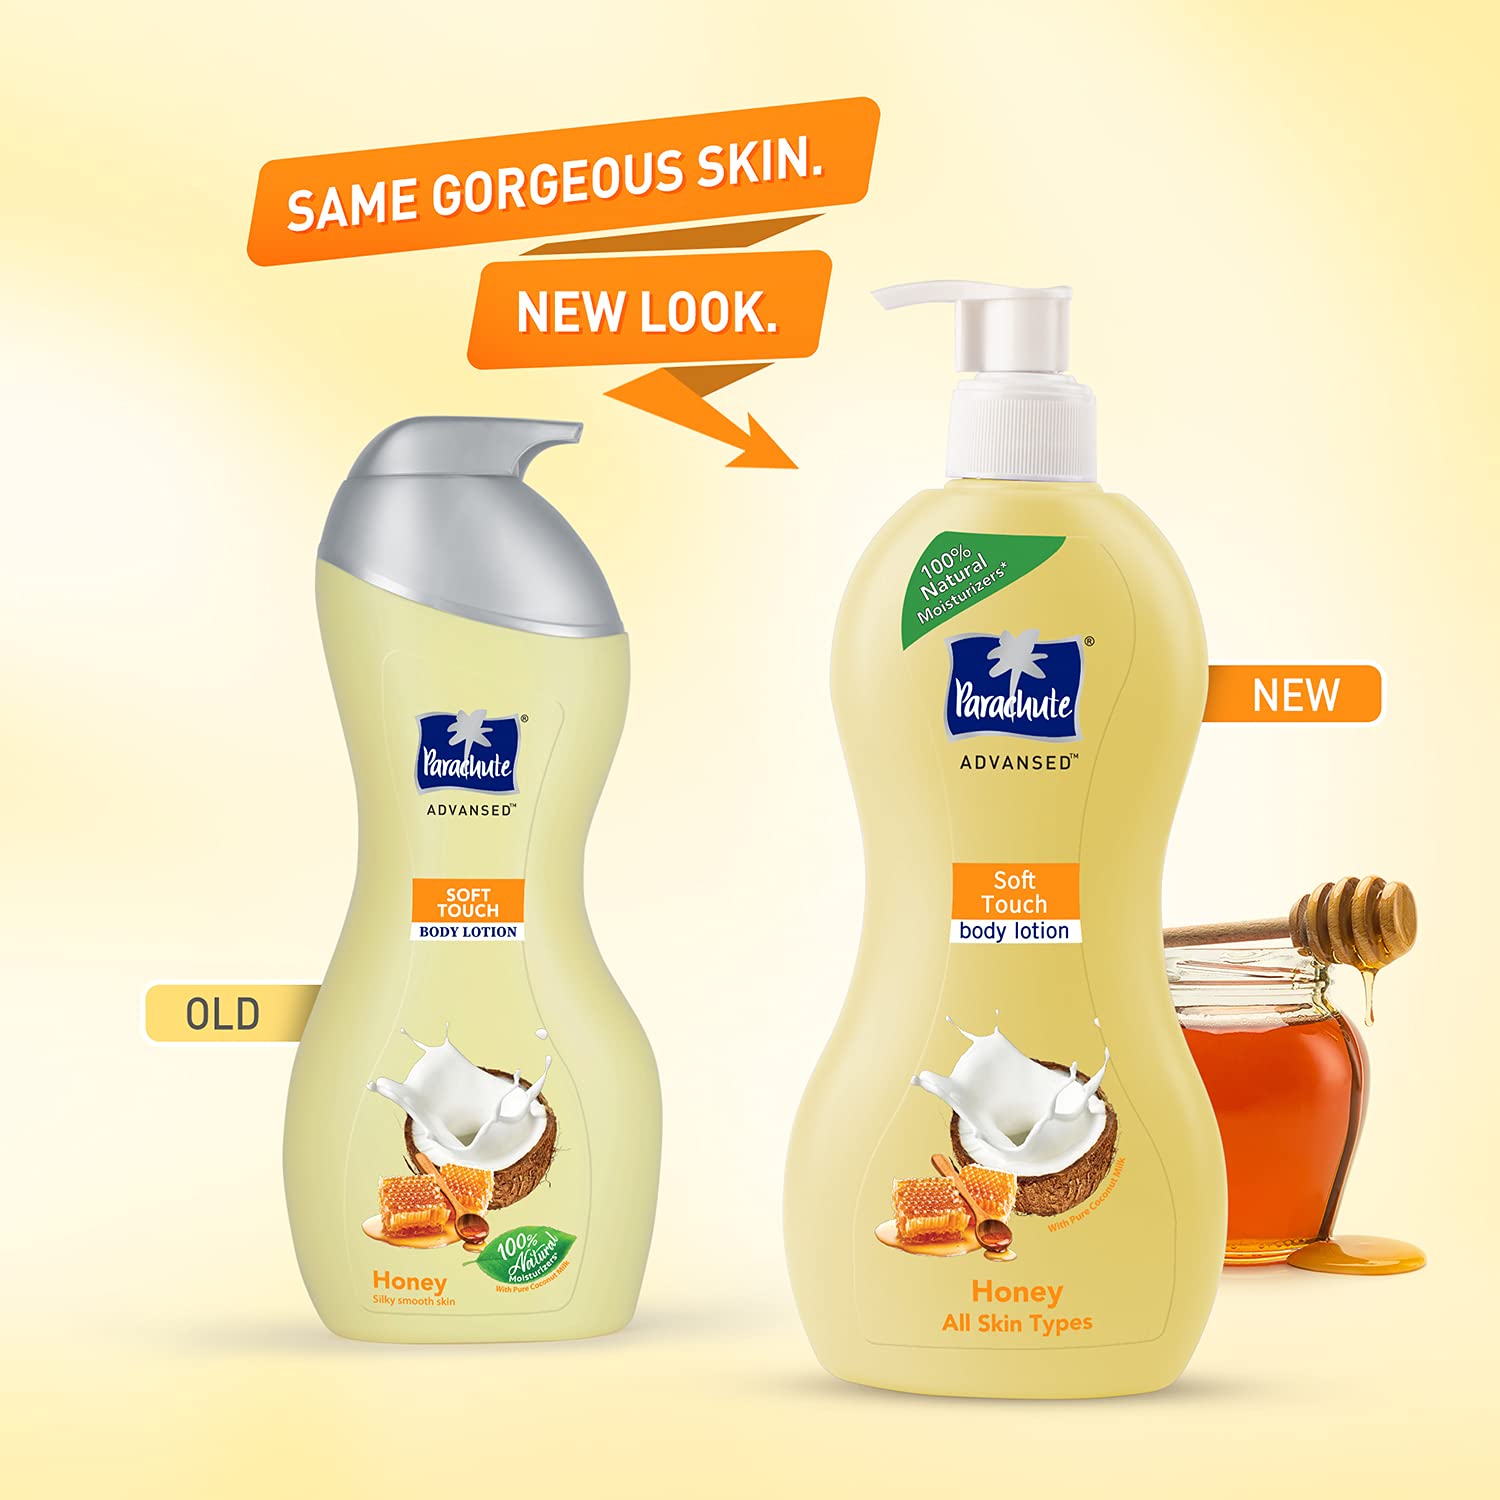 SAME GORGEOUS SKIN.
NEW LOOK.
OLD
Parachute®
ADVANSED™
SOFT
TOUCH
BODY LOTION
100%
Natural
Moisturizers*
With Pure Coconut Milk
Honey
Silky smooth skin
NEW
100%
Natural
Moisturizers*
Parachute®
ADVANSED™
Soft
Touch
body lotion
With Pure Coconut Milk
Honey
All Skin Types